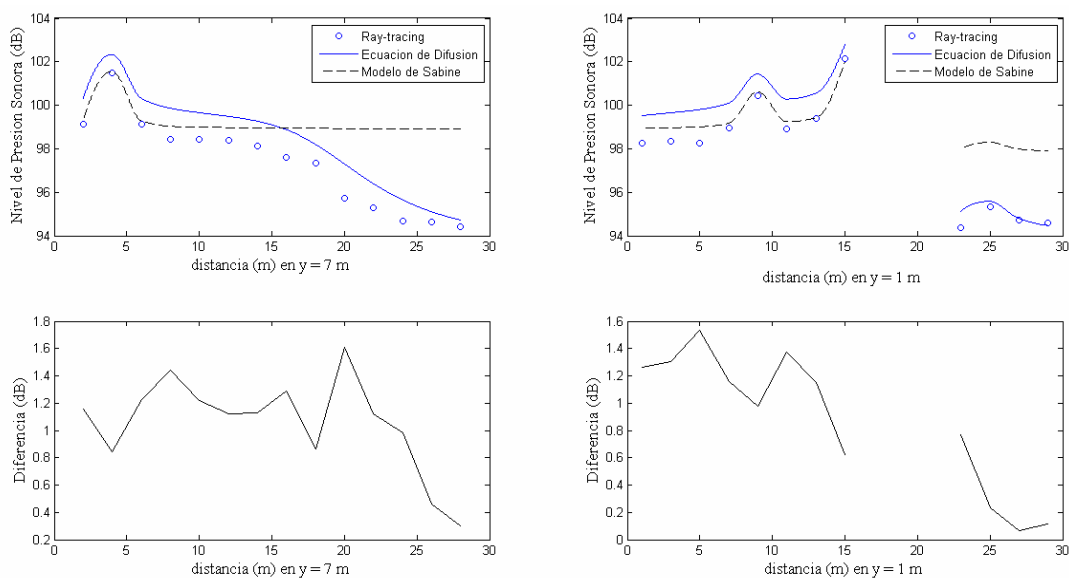 Nivel de Presion Sonora (dB)
104
102
100
98
96
94
Ray-tracing
Ecuacion de Difusion
Modelo de Sabine
0 5 10 15 20 25 30
distancia (m) en y = 7 m
Nivel de Presion Sonora (dB)
104
102
100
98
96
94
Ray-tracing
Ecuacion de Difusion
Modelo de Sabine
0 5 10 15 20 25 30
distancia (m) en y = 1 m
Diferencia (dB)
1.8
1.6
1.4
1.2
1
0.8
0.6
0.4
0.2
0 5 10 15 20 25 30
distancia (m) en y = 7 m
Diferencia (dB)
1.6
1.4
1.2
1
0.8
0.6
0.4
0.2
0
0 5 10 15 20 25 30
distancia (m) en y = 1 m